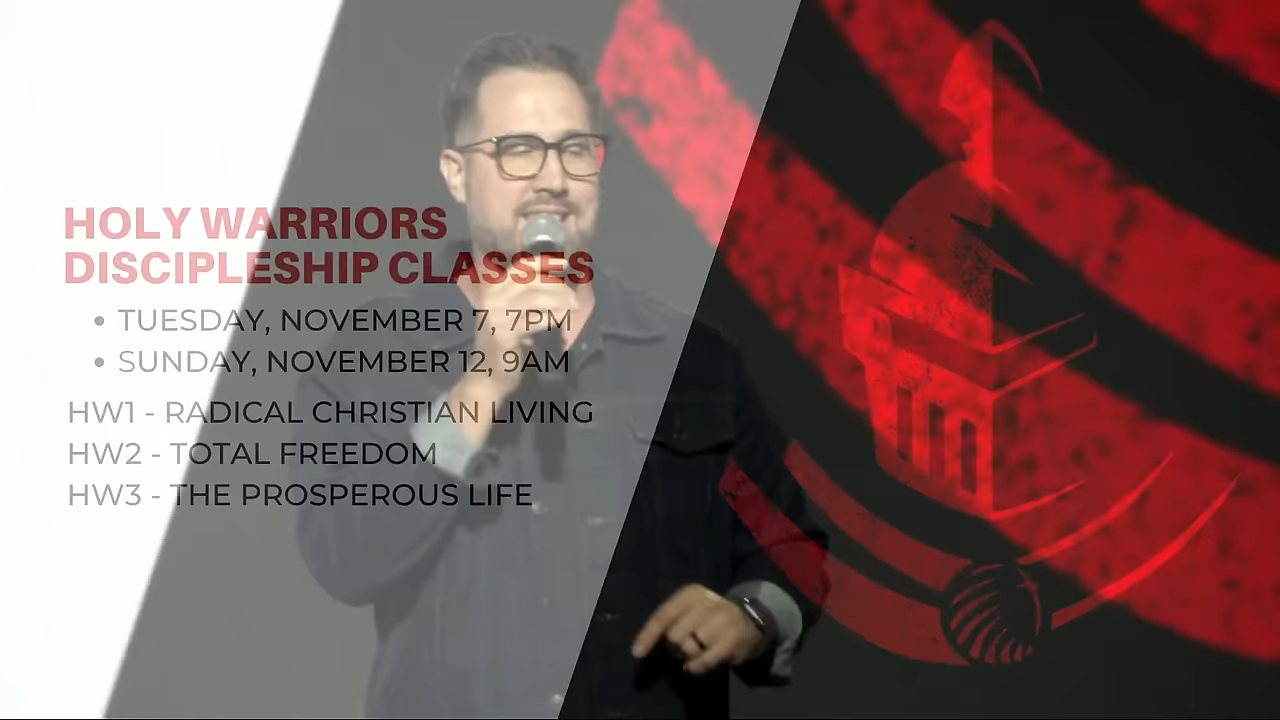 HOLY WARRIORS
DISCIPLESHIP CLASSES
• TUESDAY, NOVEMBER 7, 7PM
• SUNDAY, NOVEMBER 12, 9AM
HW1 - RADICAL CHRISTIAN LIVING
HW2 - TOTAL FREEDOM
HW3 - THE PROSPEROUS LIFE